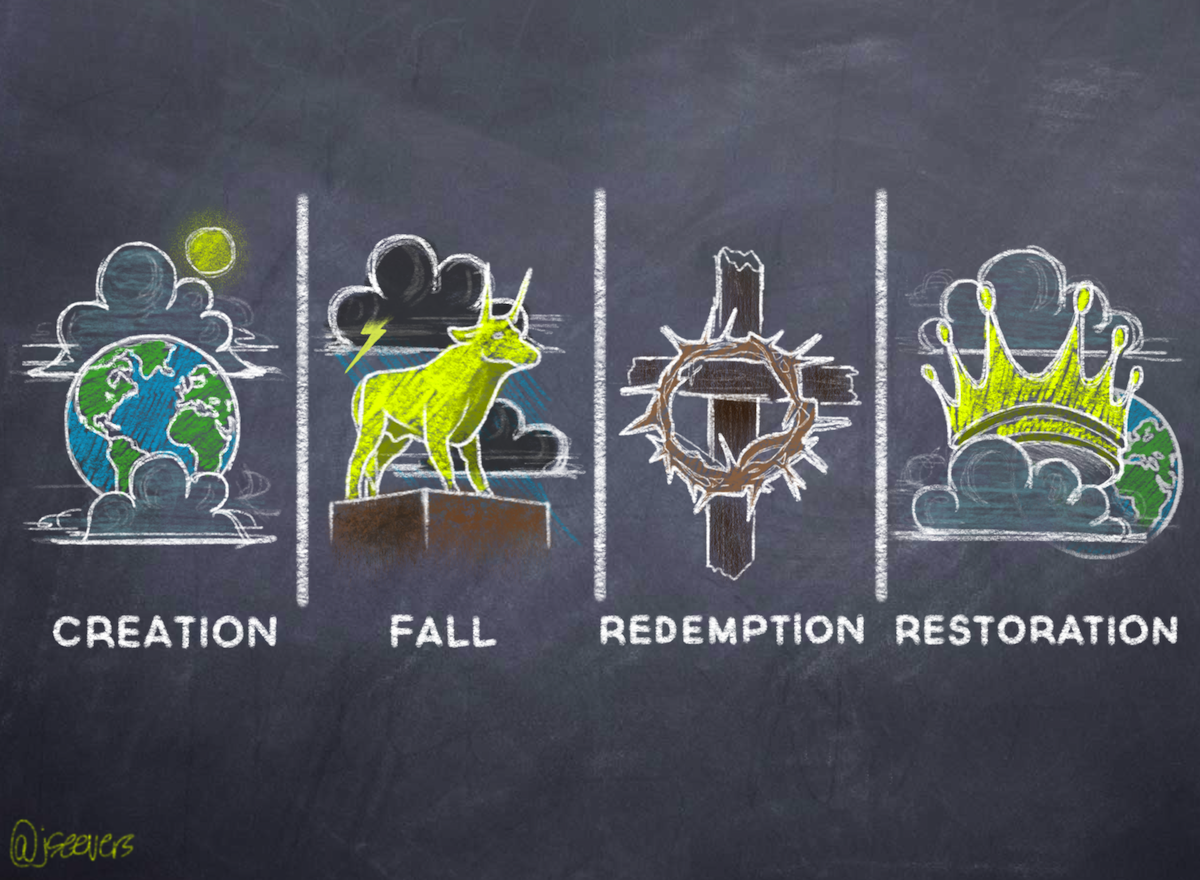 CREATION
FALL
REDEMPTION
RESTORATION
@jseevers